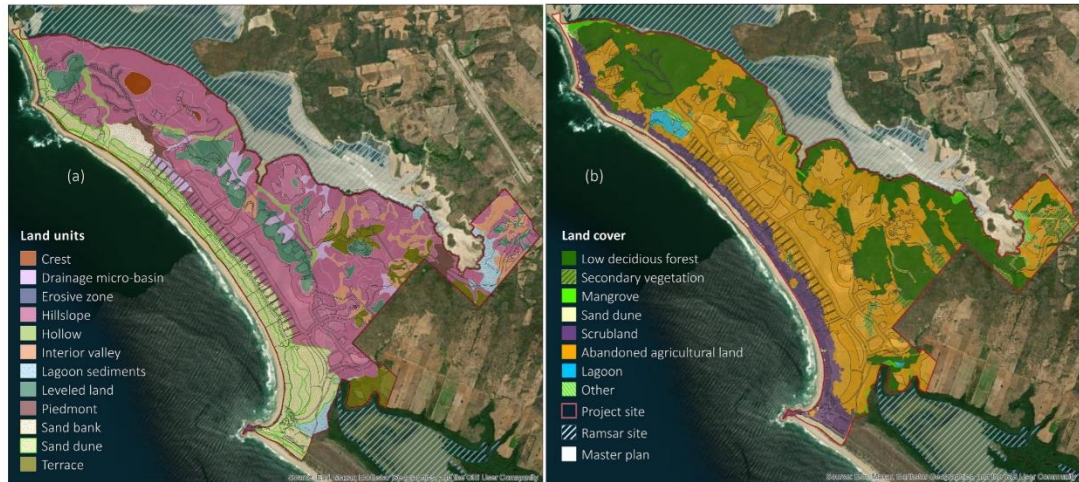 (a)
Land units
Crest
Drainage micro-basin
Erosive zone
Hillslope
Hollow
Interior valley
Lagoon sediments
Leveled land
Piedmont
Sand bank
Sand dune
Terrace
(b)
Land cover
Low decidious forest
Secondary vegetation
Mangrove
Sand dune
Scrubland
Abandoned agricultural land
Lagoon
Other
Project site
Ramsar site
Master plan